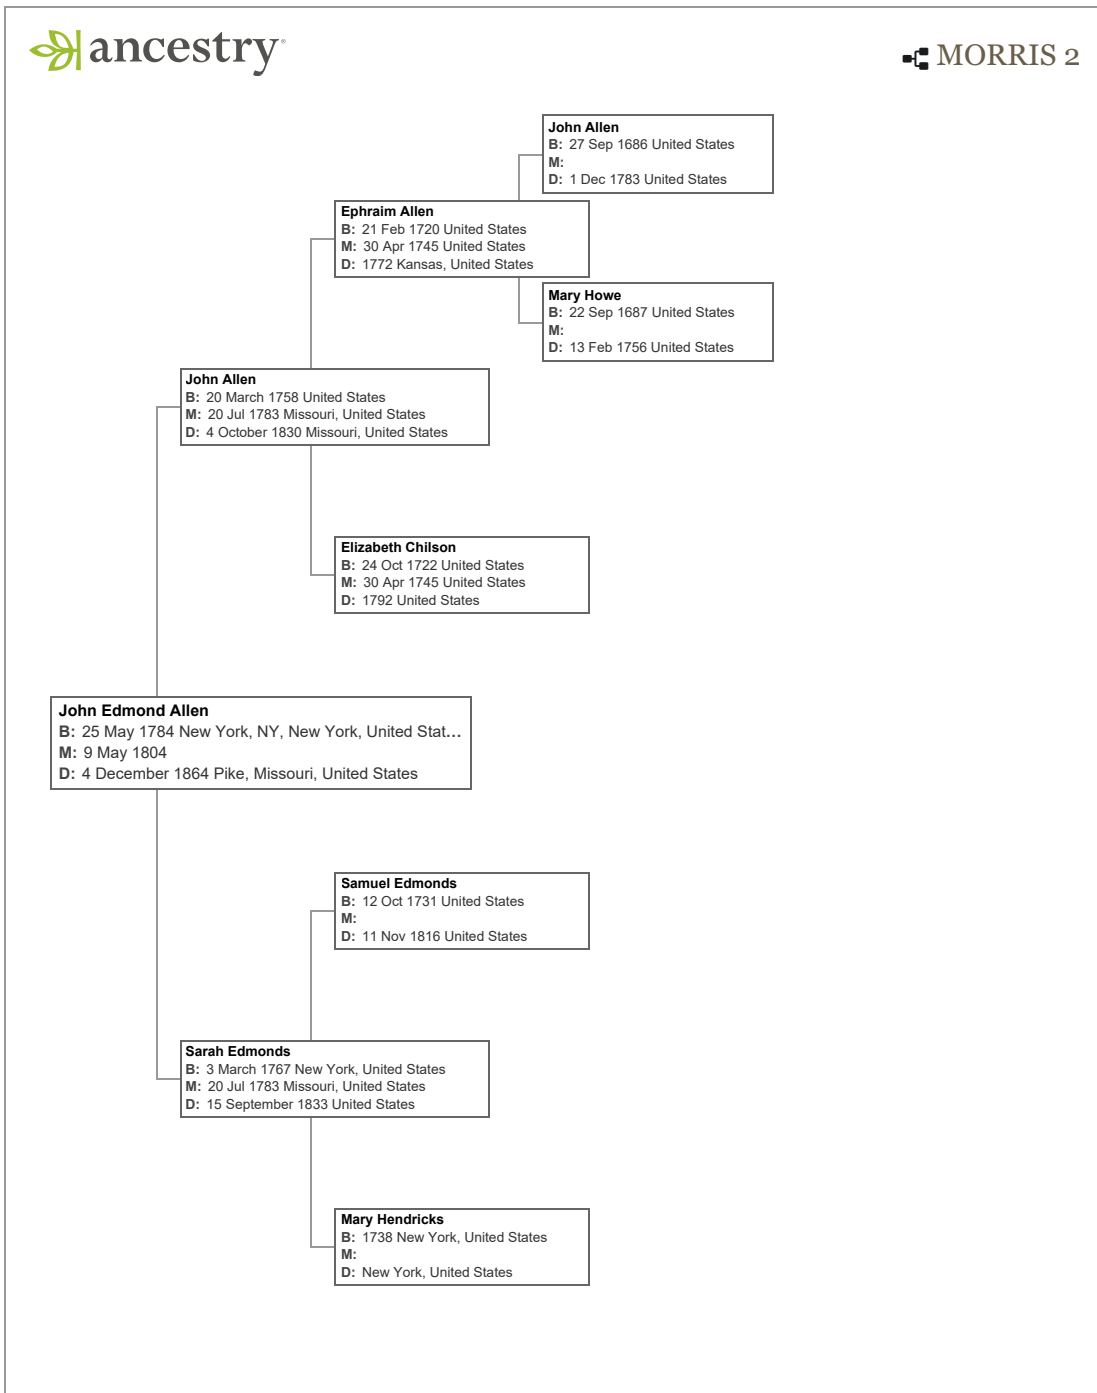 ancestry
MORRIS 2
John Allen
B: 27 Sep 1686 United States
M:
D: 1 Dec 1783 United States
Ephraim Allen
B: 21 Feb 1720 United States
M: 30 Apr 1745 United States
D: 1772 Kansas, United States
Mary Howe
B: 22 Sep 1687 United States
M:
D: 13 Feb 1756 United States
John Allen
B: 20 March 1758 United States
M: 20 Jul 1783 Missouri, United States
D: 4 October 1830 Missouri, United States
Elizabeth Chilson
B: 24 Oct 1722 United States
M: 30 Apr 1745 United States
D: 1792 United States
John Edmond Allen
B: 25 May 1784 New York, NY, New York, United Stat...
M: 9 May 1804
D: 4 December 1864 Pike, Missouri, United States
Samuel Edmonds
B: 12 Oct 1731 United States
M:
D: 11 Nov 1816 United States
Sarah Edmonds
B: 3 March 1767 New York, United States
M: 20 Jul 1783 Missouri, United States
D: 15 September 1833 United States
Mary Hendricks
B: 1738 New York, United States
M:
D: New York, United States